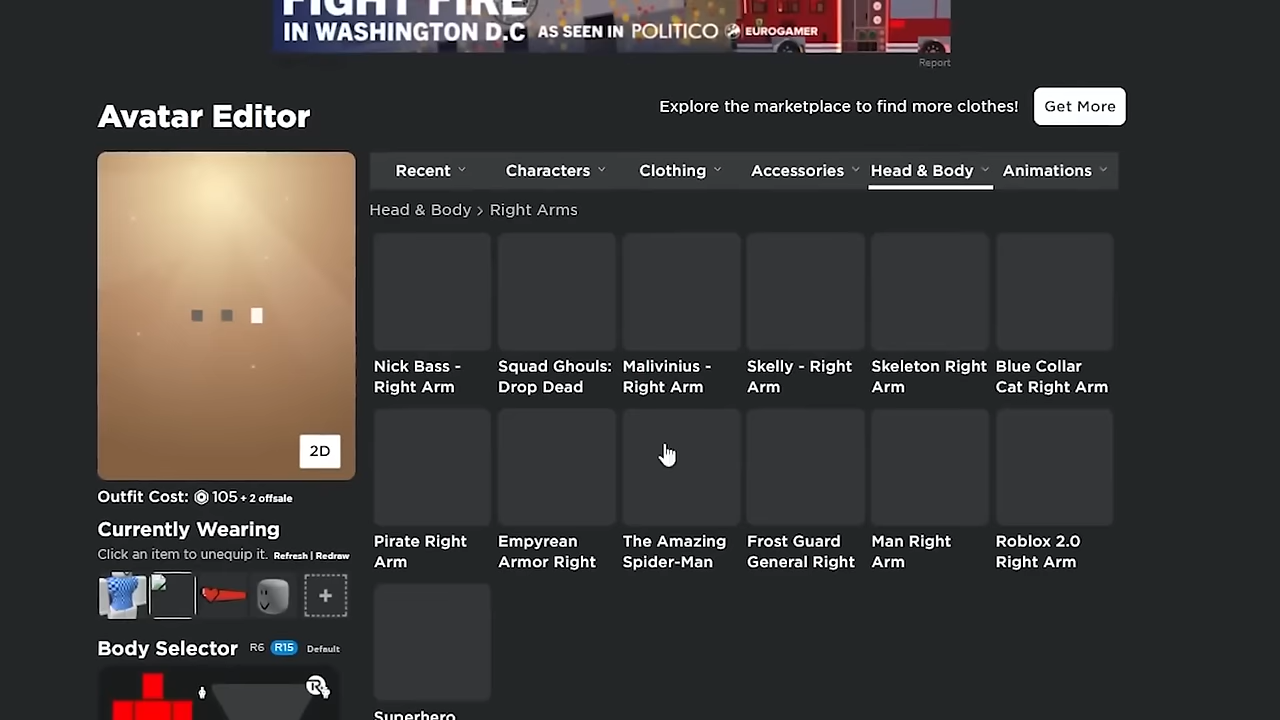 FIGHT FIRE
IN WASHINGTON D.C AS SEEN IN POLITICO EUROGAMER
Report
Avatar Editor
Explore the marketplace to find more clothes!
Get More
Recent
Characters
Clothing
Accessories
Head & Body
Animations
Head & Body > Right Arms
2D
Nick Bass -
Right Arm
Squad Ghouls:
Drop Dead
Malivinius -
Right Arm
Skelly - Right
Arm
Skeleton Right
Arm
Blue Collar
Cat Right Arm
Pirate Right
Arm
Empyrean
Armor Right
The Amazing
Spider-Man
Frost Guard
General Right
Man Right
Arm
Roblox 2.0
Right Arm
Superhero
Outfit Cost: 105 + 2 offsale
Currently Wearing
Click an item to unequip it. Refresh | Redraw
+
Body Selector R6 R15 Default